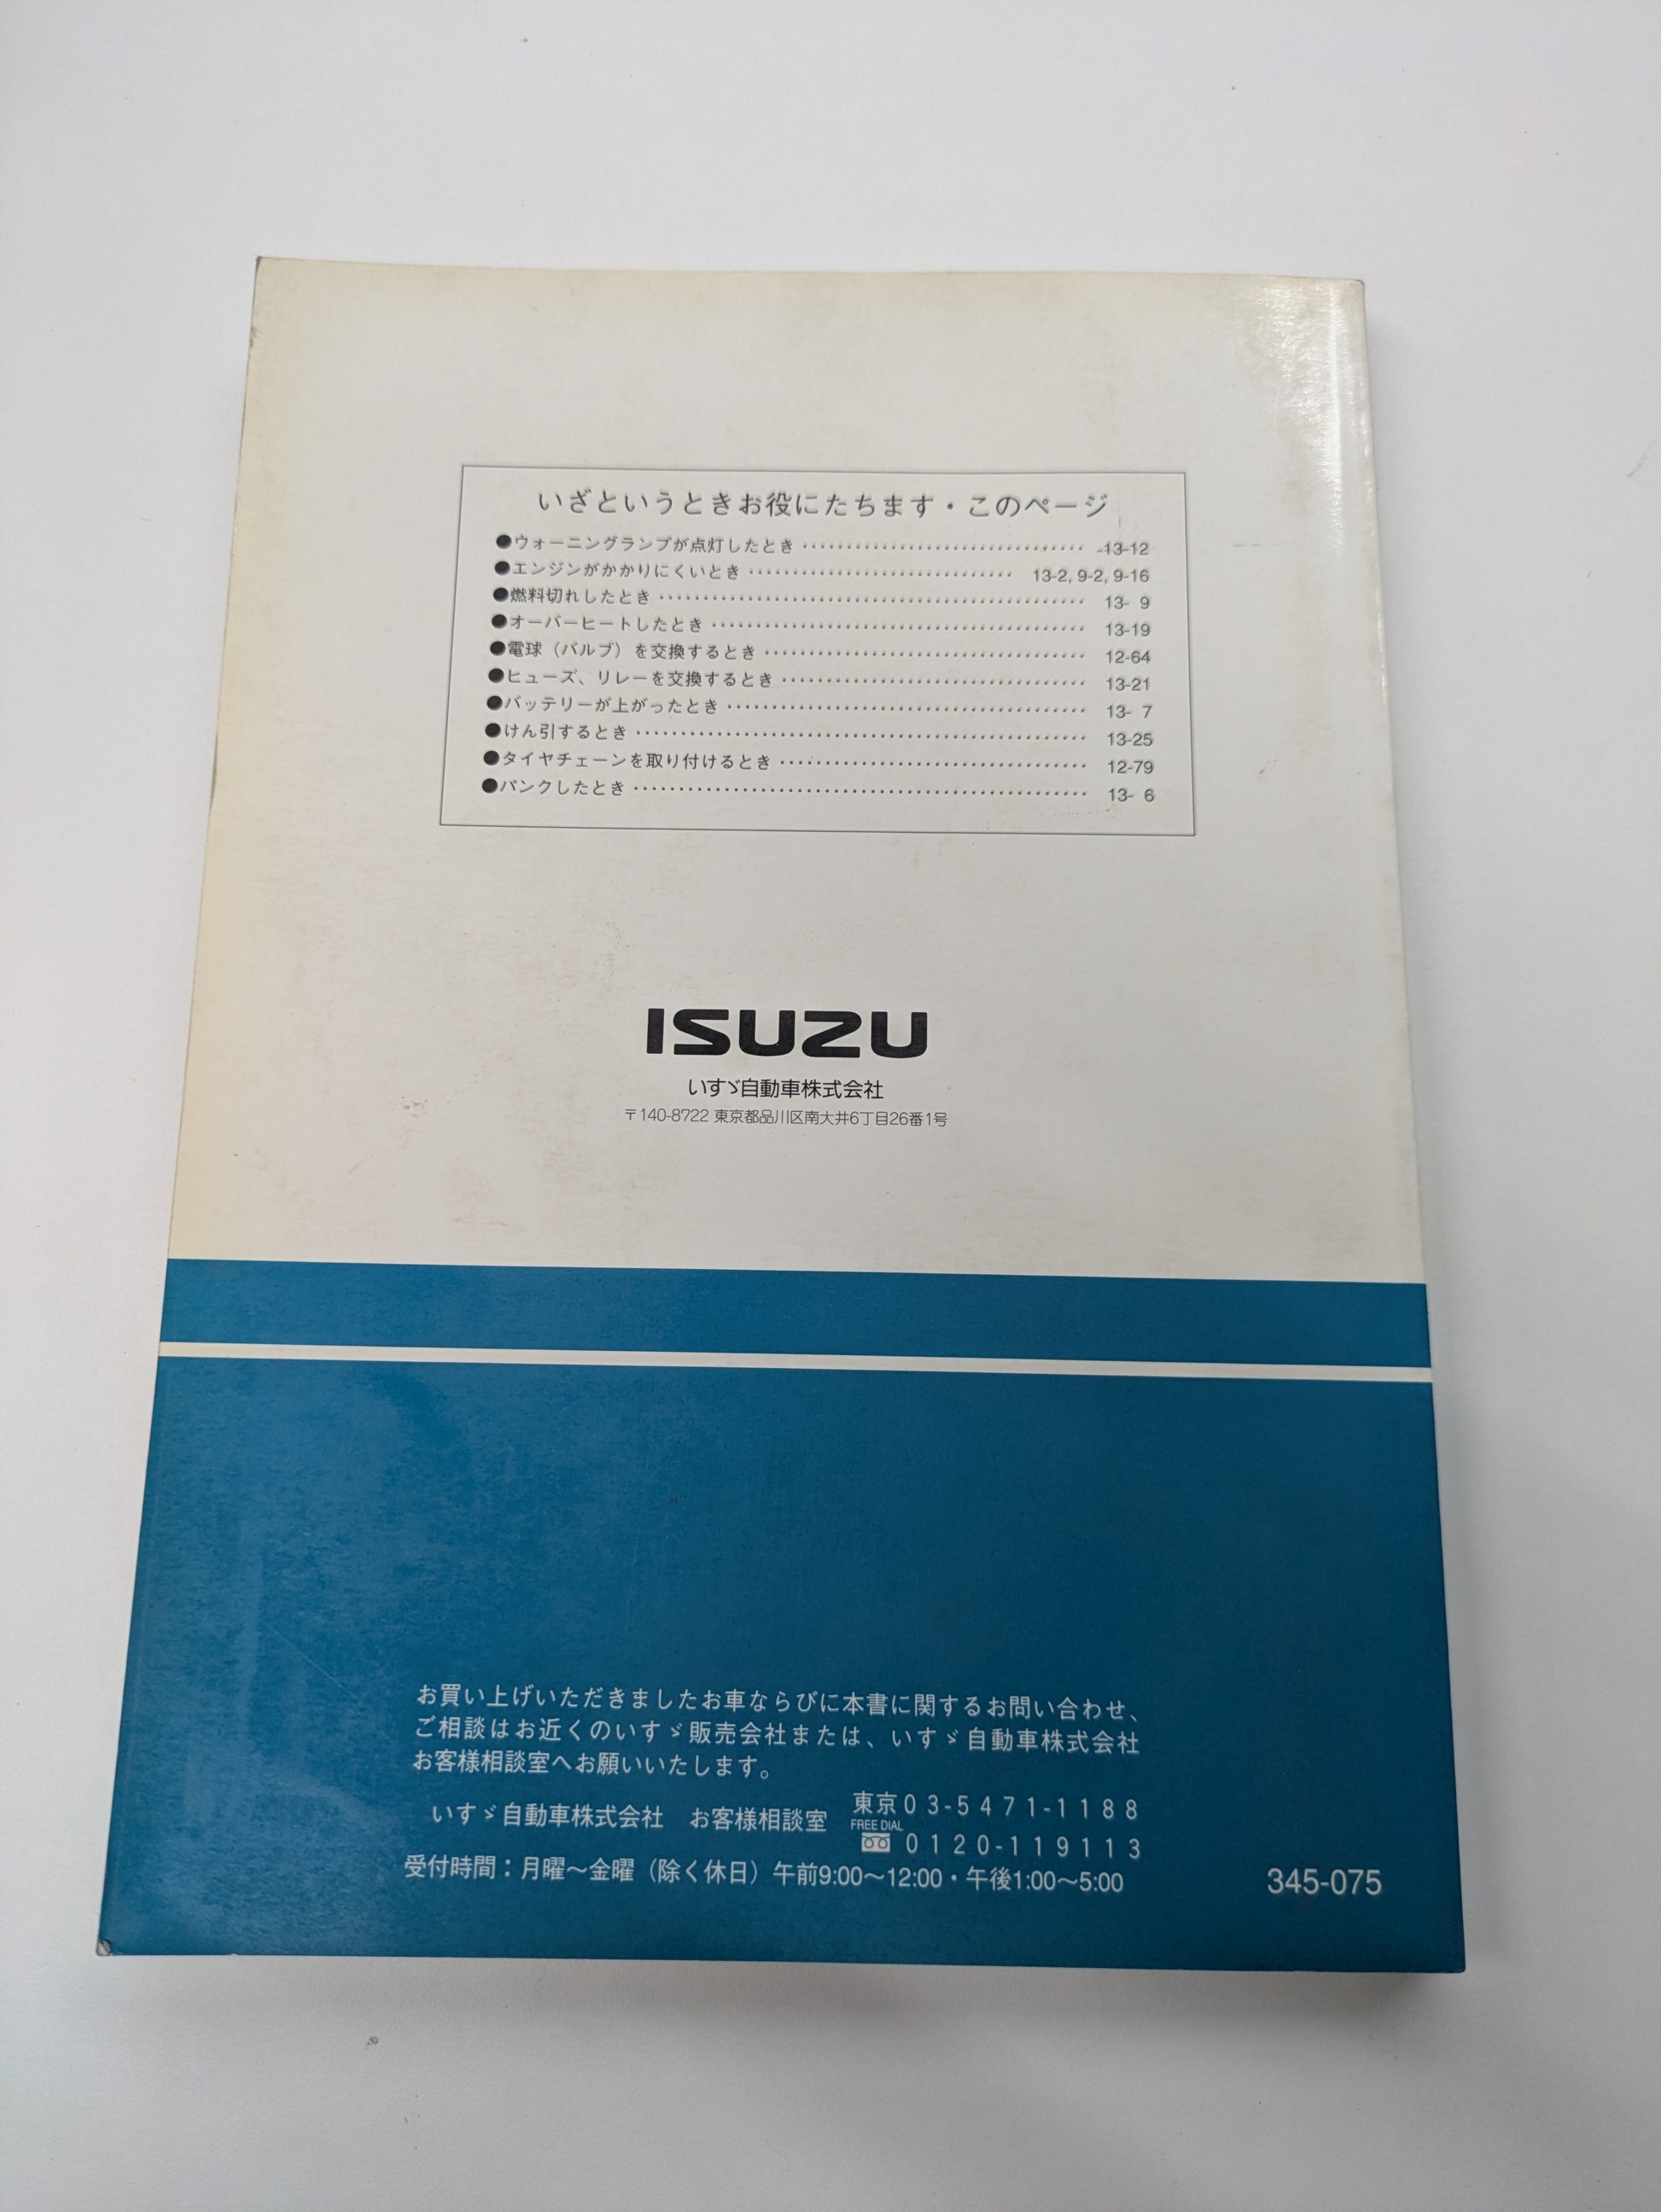 いざというときお役にたちます・このページ
●ウォーニングランプが点灯したとき ································ 13-12
●エンジンがかかりにくいとき ······························ 13-2, 9-2, 9-16
●燃料切れしたとき ················································ 13- 9
●オーバーヒートしたとき ·········································· 13-19
●電球（バルブ）を交換するとき ···································· 12-64
●ヒューズ、リレーを交換するとき ·································· 13-21
●バッテリーが上がったとき ········································ 13- 7
●けん引するとき ·················································· 13-25
●タイヤチェーンを取り付けるとき ·································· 12-79
●パンクしたとき ·················································· 13- 6
ISUZU
いすゞ自動車株式会社
〒140-8722 東京都品川区南大井6丁目26番1号
お買い上げいただきましたお車ならびに本書に関するお問い合わせ、
ご相談はお近くのいすゞ販売会社または、いすゞ自動車株式会社
お客様相談室へお願いいたします。
いすゞ自動車株式会社 お客様相談室 東京03-5471-1188
FREE DIAL 0120-119113
受付時間：月曜～金曜（除く休日）午前9:00～12:00・午後1:00～5:00
345-075